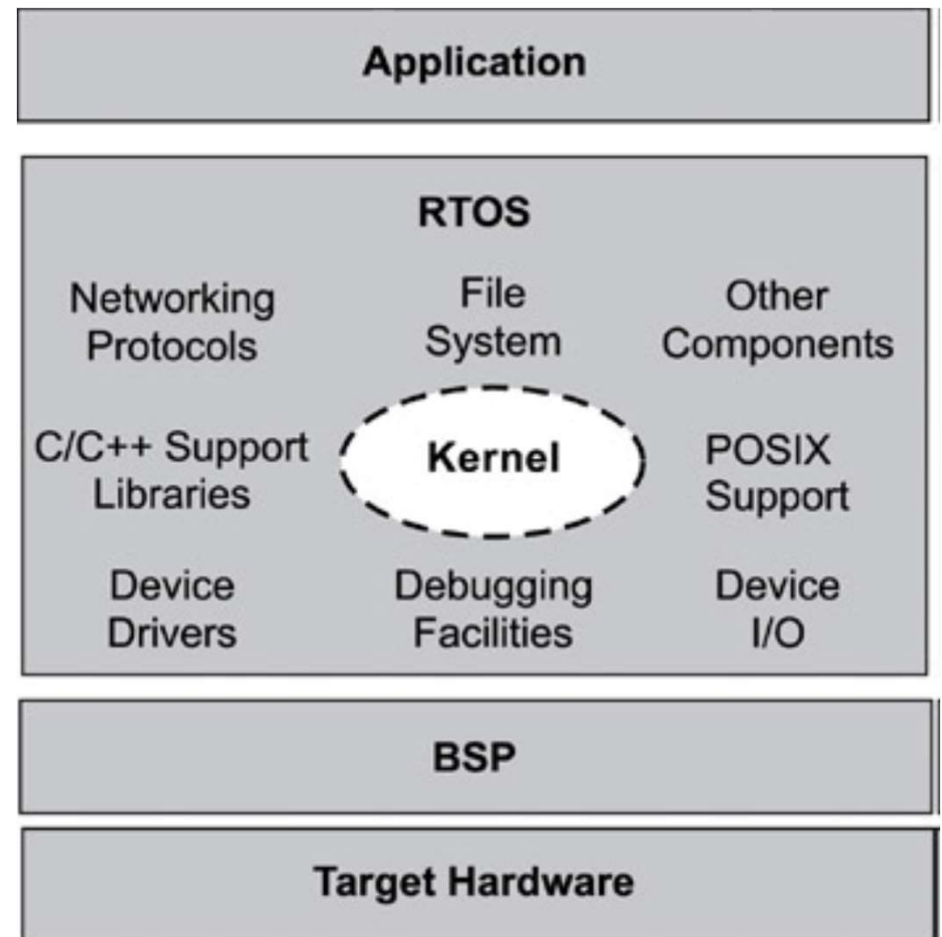 Application
RTOS
Networking
Protocols
File
System
Other
Components
C/C++ Support
Libraries
Kernel
POSIX
Support
Device
Drivers
Debugging
Facilities
Device
I/O
BSP
Target Hardware